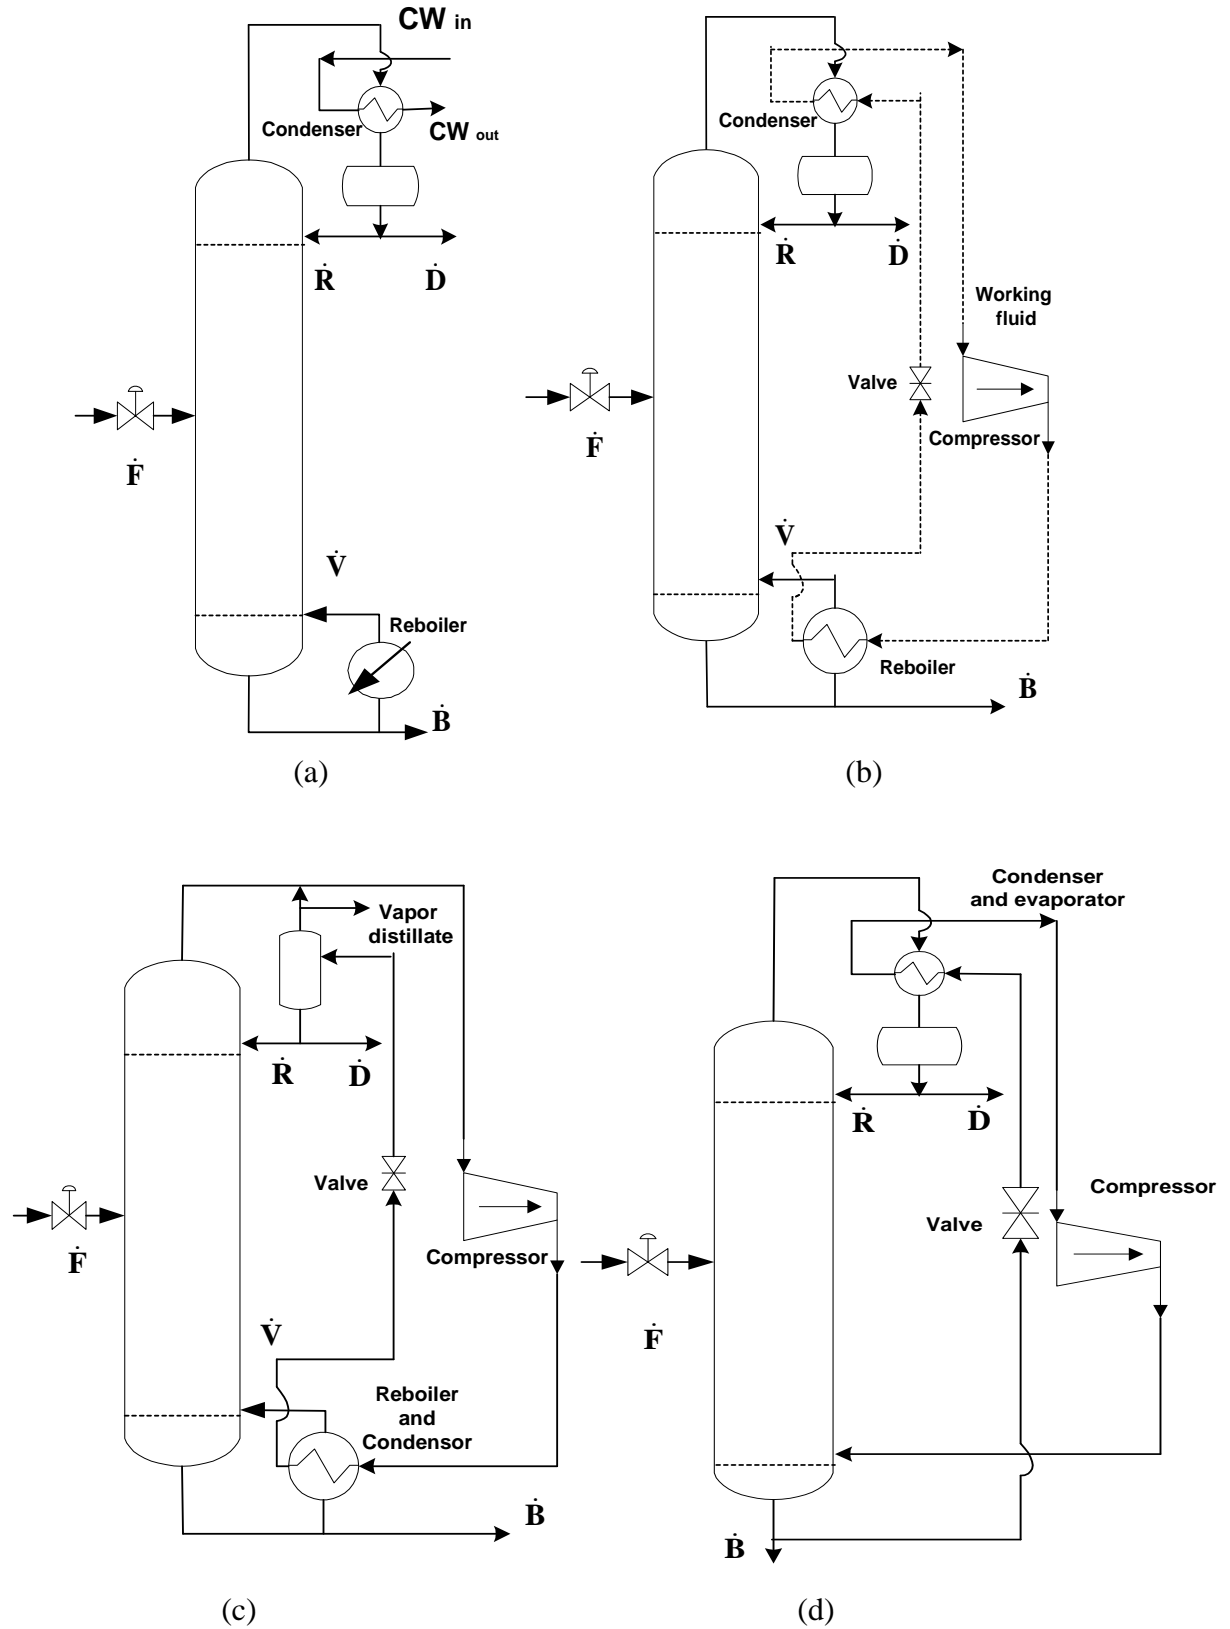 CW in
Condenser
CW out
Ṙ
Ḋ
Ḟ
V̇
Reboiler
Ḃ
(a)
Condenser
Ṙ
Ḋ
Working
fluid
Valve
Compressor
Ḟ
V̇
Reboiler
Ḃ
(b)
Vapor
distillate
Ṙ
Ḋ
Valve
Compressor
Ḟ
V̇
Reboiler
and
Condensor
Ḃ
(c)
Condenser
and evaporator
Ṙ
Ḋ
Compressor
Valve
Ḟ
Ḃ
(d)